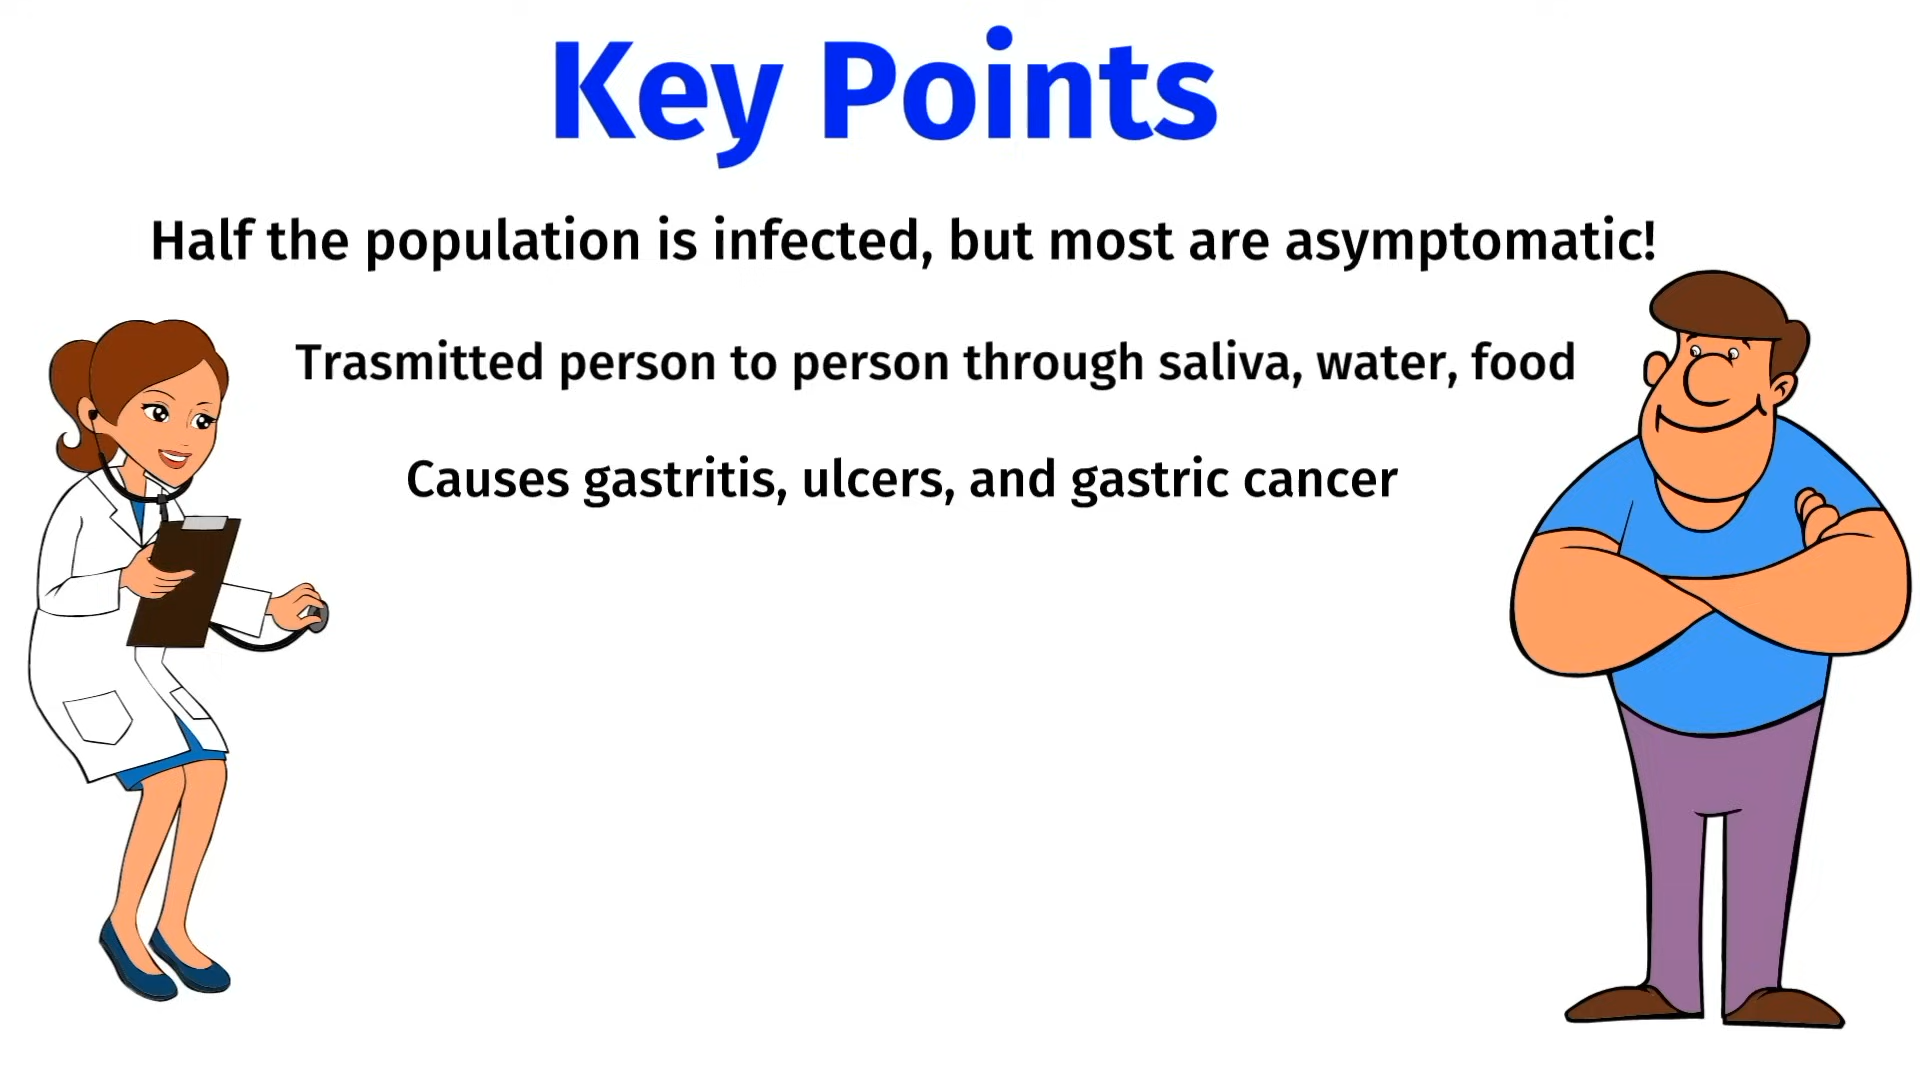 Key Points
Half the population is infected, but most are asymptomatic!
Trasmitted person to person through saliva, water, food
Causes gastritis, ulcers, and gastric cancer